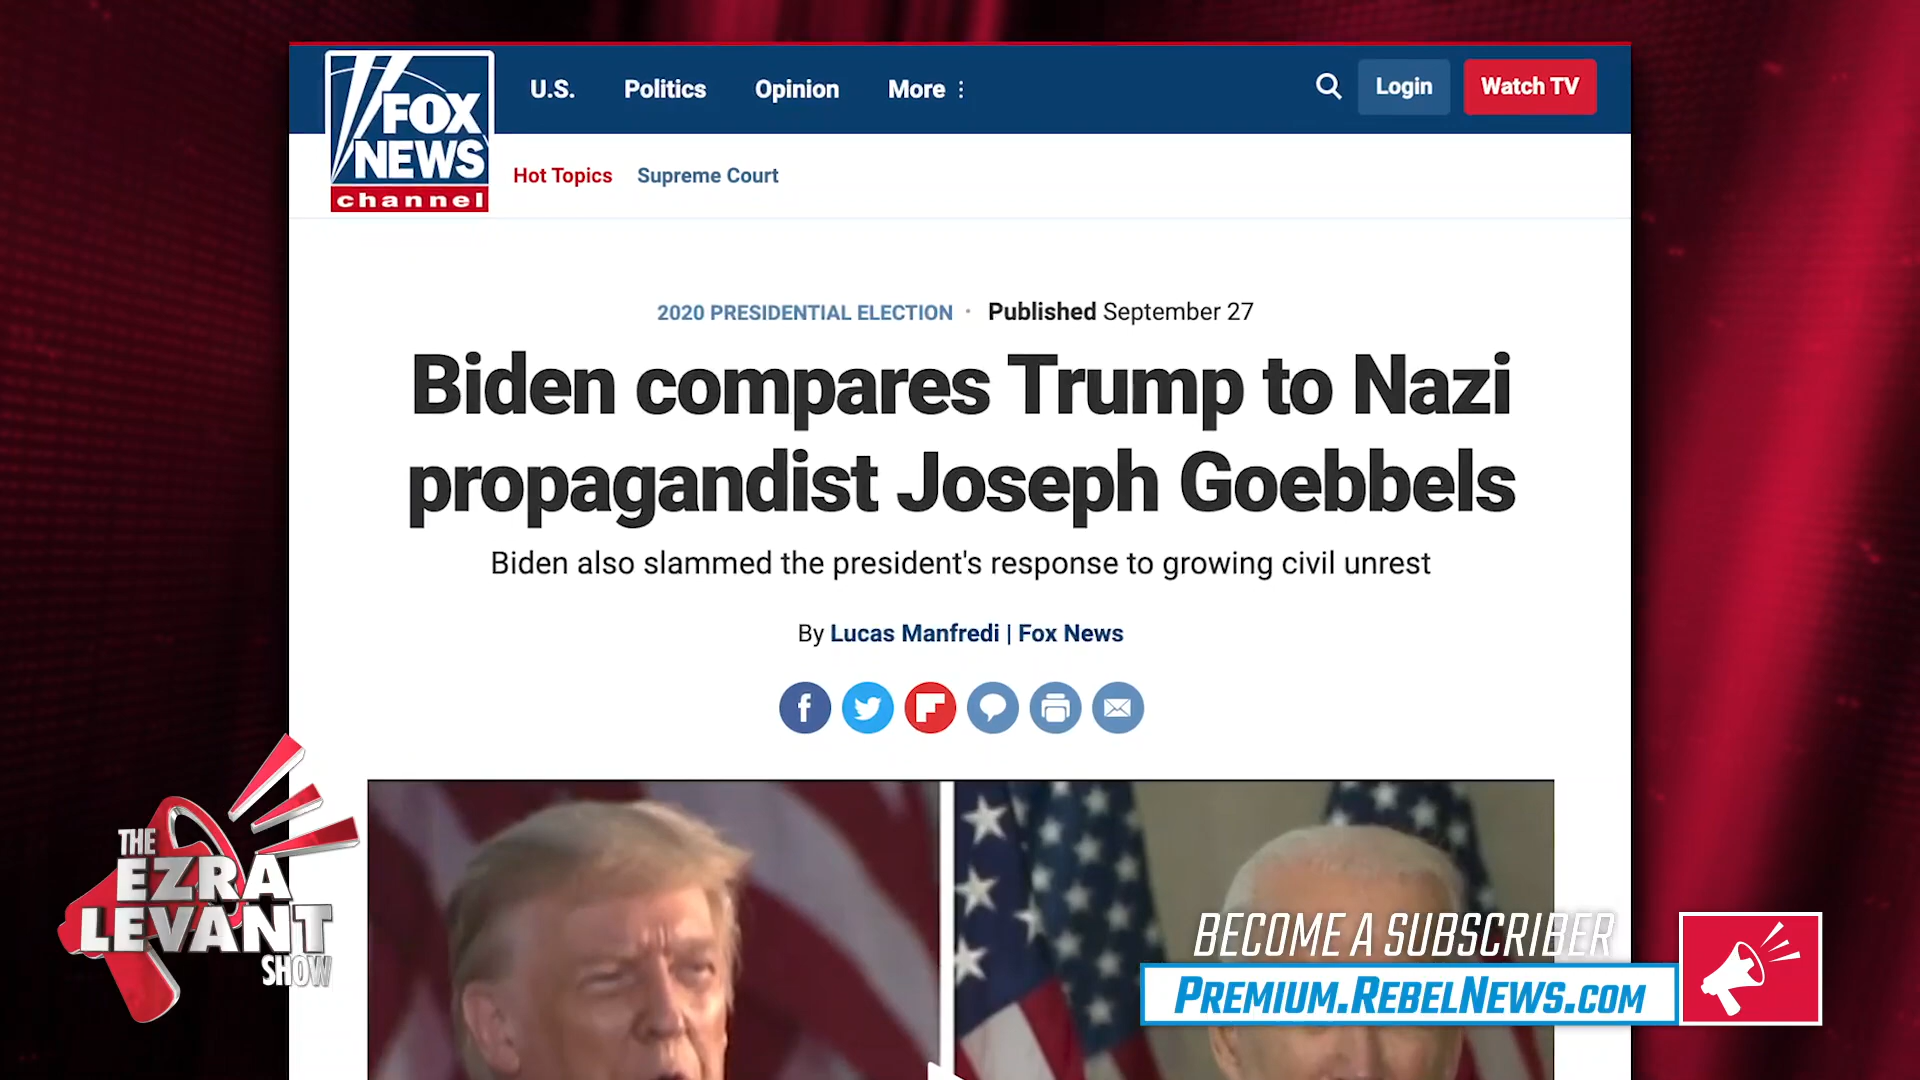 FOX
NEWS
channel
U.S. Politics Opinion More
Login
Watch TV
Hot Topics Supreme Court
2020 PRESIDENTIAL ELECTION · Published September 27
Biden compares Trump to Nazi
propagandist Joseph Goebbels
Biden also slammed the president's response to growing civil unrest
By Lucas Manfredi | Fox News
THE
EZRA
LEVANT
SHOW
BECOME A SUBSCRIBER
PREMIUM.REBELNEWS.COM